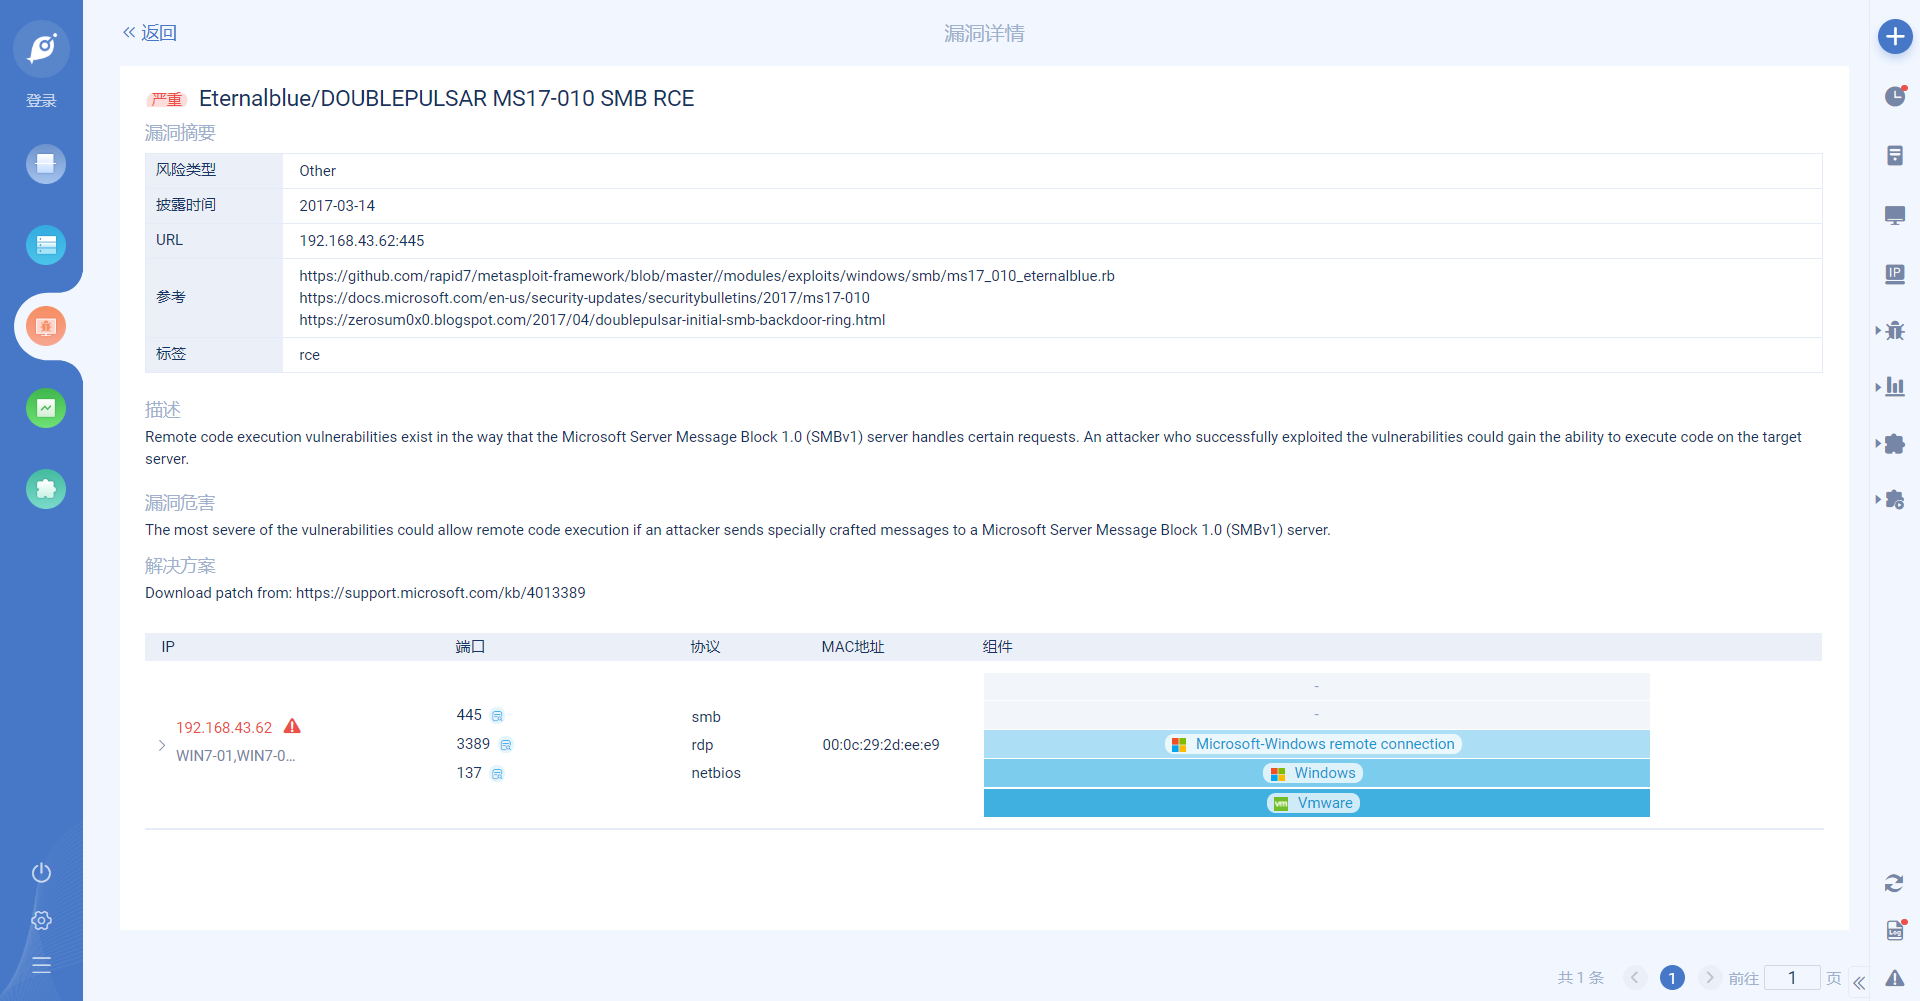 登录
返回
漏洞详情
严重 Eternalblue/DOUBLEPULSAR MS17-010 SMB RCE
漏洞摘要
风险类型 Other
披露时间 2017-03-14
URL 192.168.43.62:445
参考
https://github.com/rapid7/metasploit-framework/blob/master//modules/exploits/windows/smb/ms17_010_eternalblue.rb
https://docs.microsoft.com/en-us/security-updates/securitybulletins/2017/ms17-010
https://zerosum0x0.blogspot.com/2017/04/doublepulsar-initial-smb-backdoor-ring.html
标签 rce
描述
Remote code execution vulnerabilities exist in the way that the Microsoft Server Message Block 1.0 (SMBv1) server handles certain requests. An attacker who successfully exploited the vulnerabilities could gain the ability to execute code on the target
server.
漏洞危害
The most severe of the vulnerabilities could allow remote code execution if an attacker sends specially crafted messages to a Microsoft Server Message Block 1.0 (SMBv1) server.
解决方案
Download patch from: https://support.microsoft.com/kb/4013389
IP 端口 协议 MAC地址 组件
192.168.43.62
WIN7-01,WIN7-0...
445
3389
137
smb
rdp
netbios
00:0c:29:2d:ee:e9
-
-
Microsoft-Windows remote connection
Windows
vm Vmware
共 1 条 1 前往 1 页
IP
Log